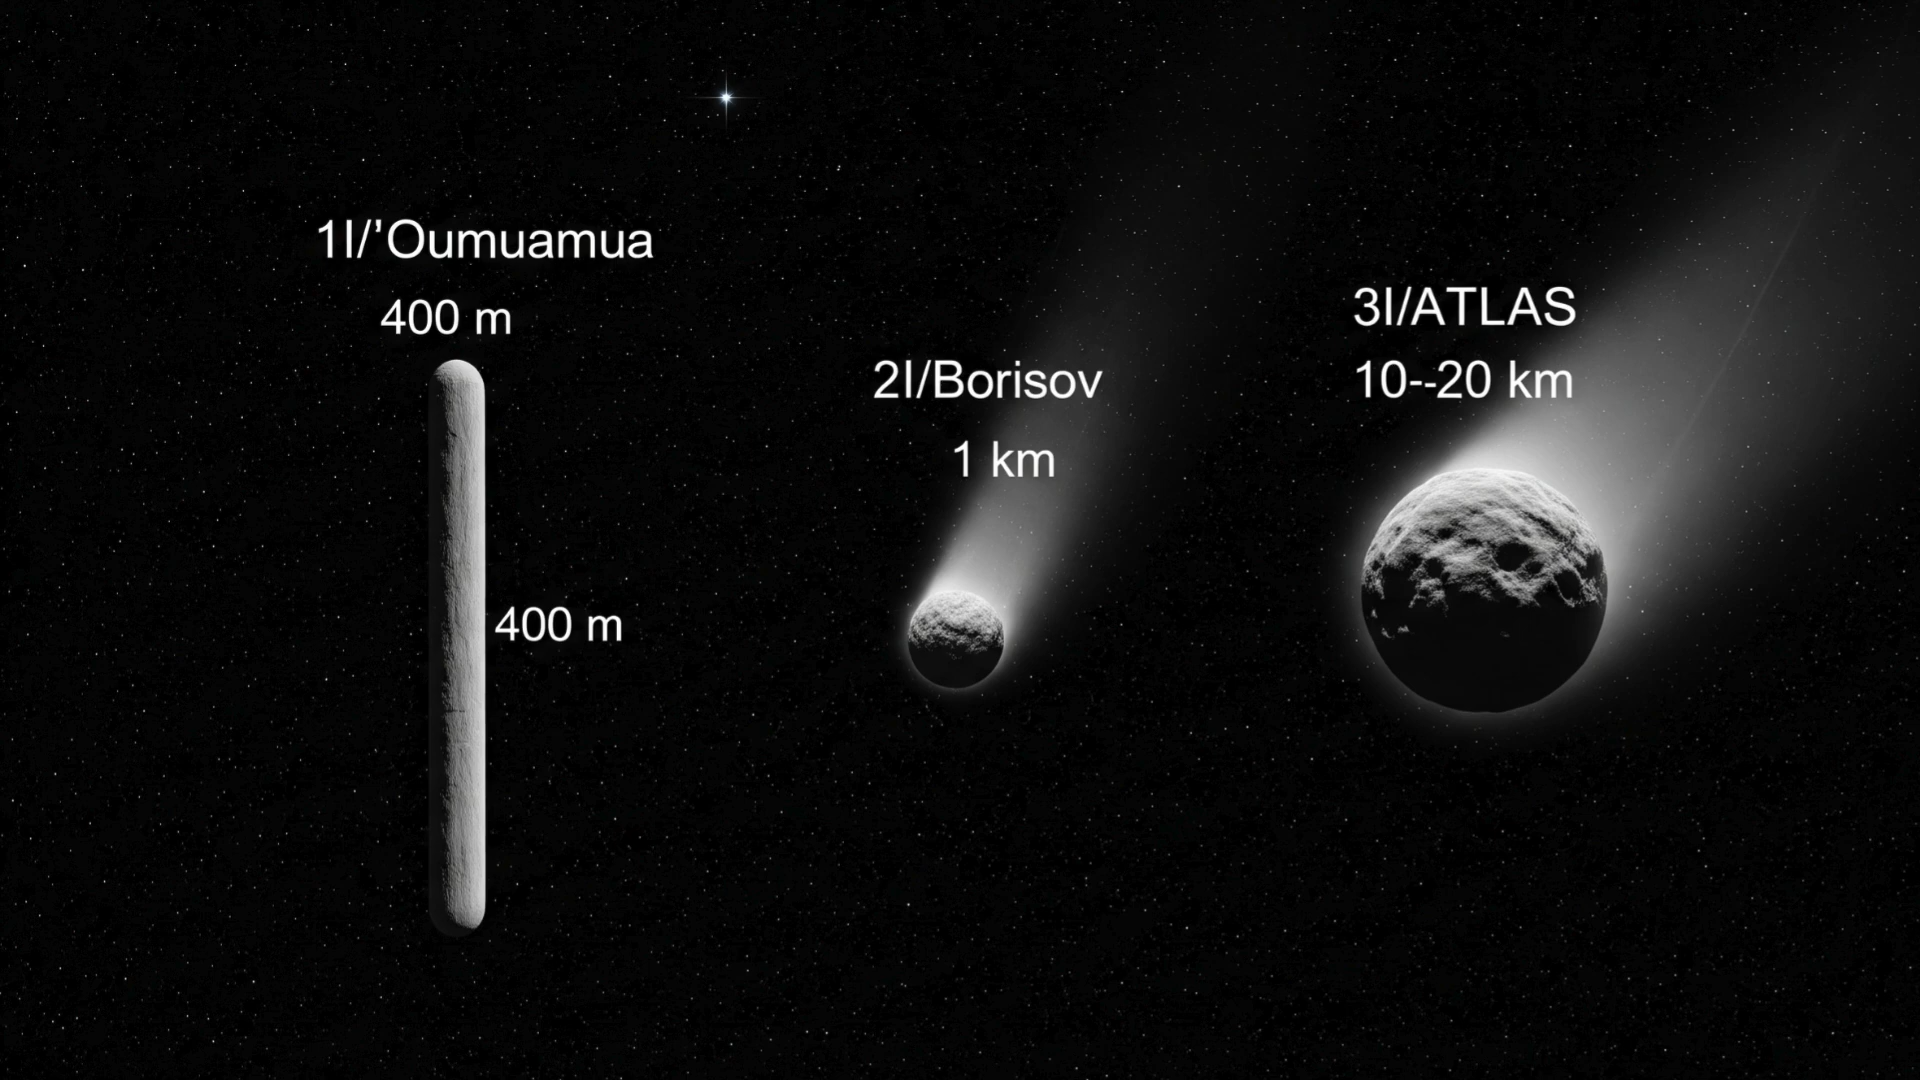 1I/'Oumuamua
400 m
400 m
2I/Borisov
1 km
3I/ATLAS
10--20 km